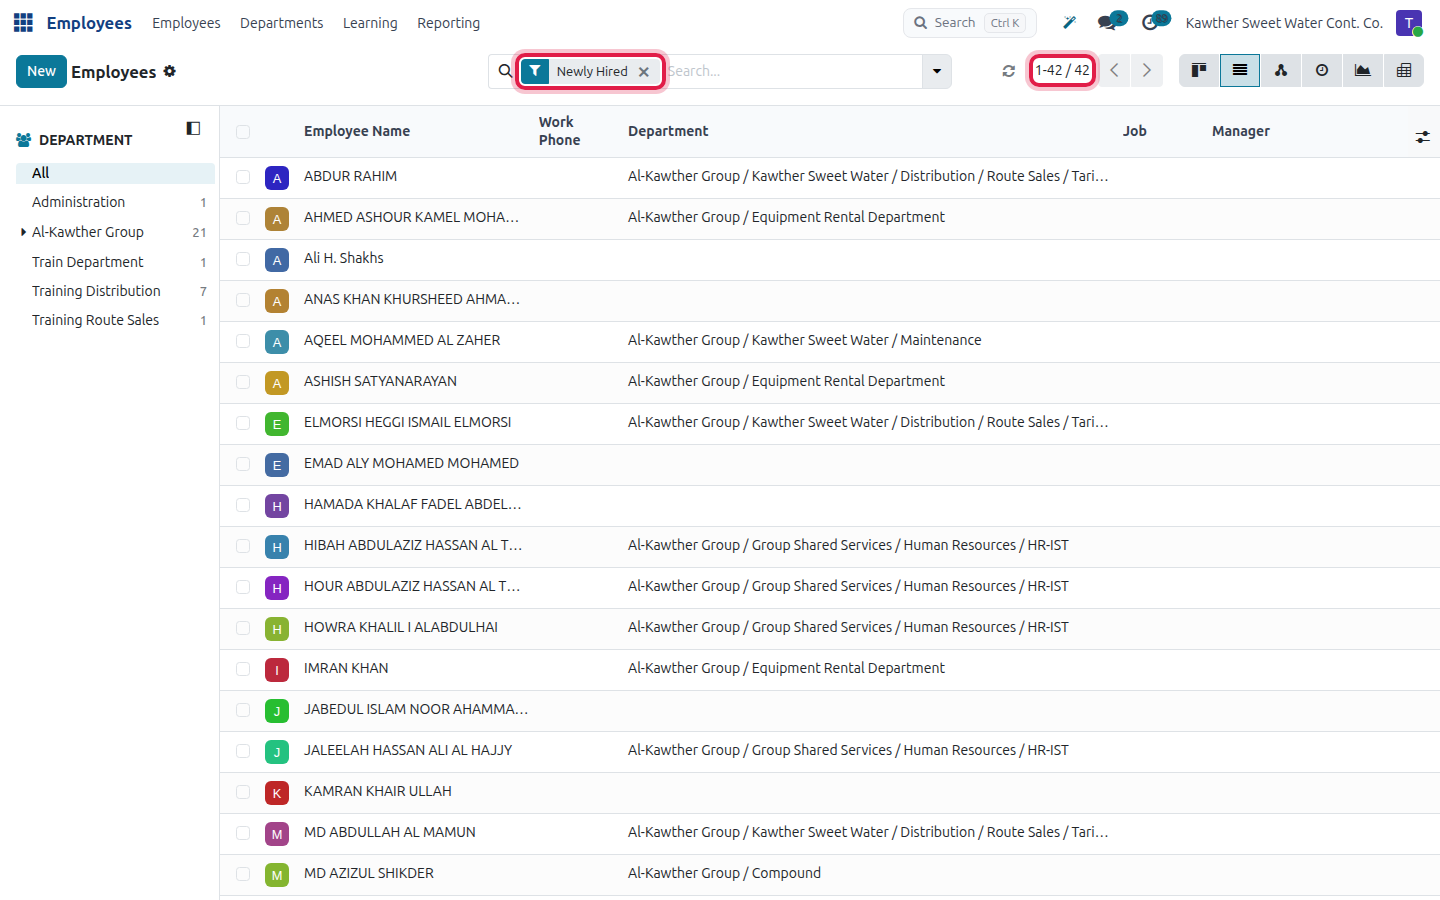 Employees Employees Departments Learning Reporting Search Ctrl K 2 Kawther Sweet Water Cont. Co. T
New Employees Newly Hired Search... 1-42 / 42
DEPARTMENT
All
Administration 1
Al-Kawther Group 21
Train Department 1
Training Distribution 7
Training Route Sales 1
Employee Name Work Phone Department Job Manager
A ABDUR RAHIM Al-Kawther Group / Kawther Sweet Water / Distribution / Route Sales / Tari...
A AHMED ASHOUR KAMEL MOHA... Al-Kawther Group / Equipment Rental Department
A Ali H. Shakhs
A ANAS KHAN KHURSHEED AHMA...
A AQEEL MOHAMMED AL ZAHER Al-Kawther Group / Kawther Sweet Water / Maintenance
A ASHISH SATYANARAYAN Al-Kawther Group / Equipment Rental Department
E ELMORSI HEGGI ISMAIL ELMORSI Al-Kawther Group / Kawther Sweet Water / Distribution / Route Sales / Tari...
E EMAD ALY MOHAMED MOHAMED
H HAMADA KHALAF FADEL ABDEL...
H HIBAH ABDULAZIZ HASSAN AL T... Al-Kawther Group / Group Shared Services / Human Resources / HR-IST
H HOUR ABDULAZIZ HASSAN AL T... Al-Kawther Group / Group Shared Services / Human Resources / HR-IST
H HOWRA KHALIL I ALABDULHAI Al-Kawther Group / Group Shared Services / Human Resources / HR-IST
I IMRAN KHAN Al-Kawther Group / Equipment Rental Department
J JABEDUL ISLAM NOOR AHAMMA...
J JALEELAH HASSAN ALI AL HAJJY Al-Kawther Group / Group Shared Services / Human Resources / HR-IST
K KAMRAN KHAIR ULLAH
M MD ABDULLAH AL MAMUN Al-Kawther Group / Kawther Sweet Water / Distribution / Route Sales / Tari...
M MD AZIZUL SHIKDER Al-Kawther Group / Compound